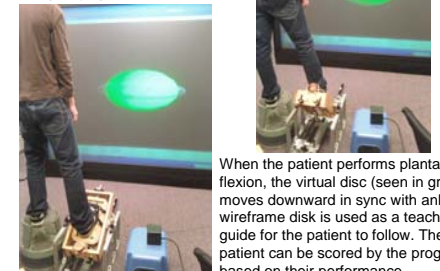 When the patient performs planta
flexion, the virtual disc (seen in gr
moves downward in sync with ank
wireframe disk is used as a teach
guide for the patient to follow. The
patient can be scored by the prog
based on their performance